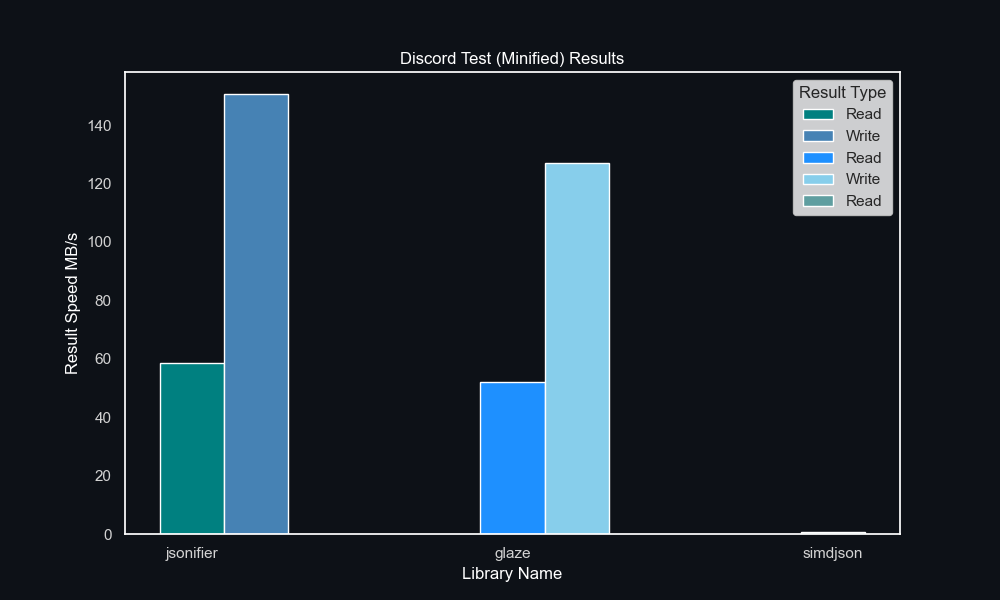 Discord Test (Minified) Results
Result Type
Read
Write
Read
Write
Read
Result Speed MB/s
140
120
100
80
60
40
20
0
jsonifier
glaze
simdjson
Library Name